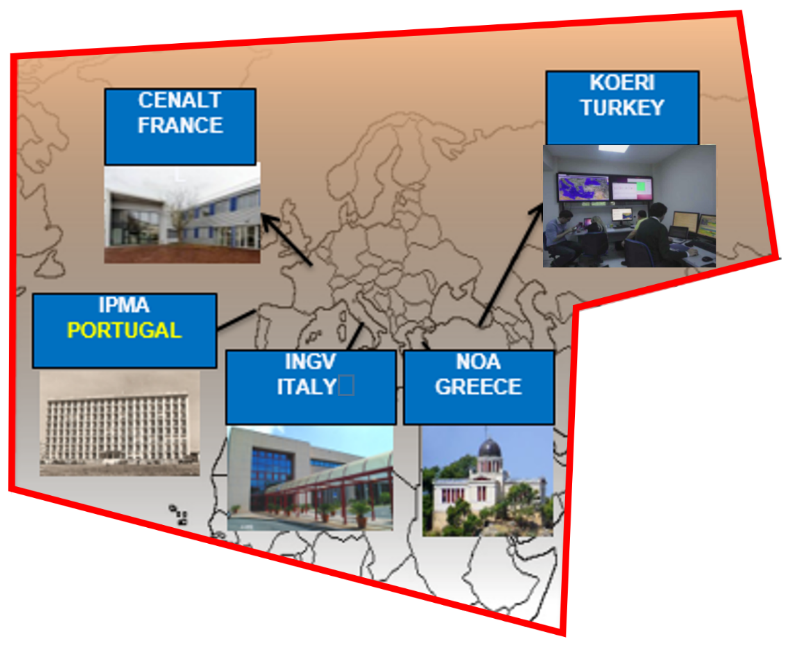 CENALT
FRANCE
KOERI
TURKEY
IPMA
PORTUGAL
INGV
ITALY
NOA
GREECE